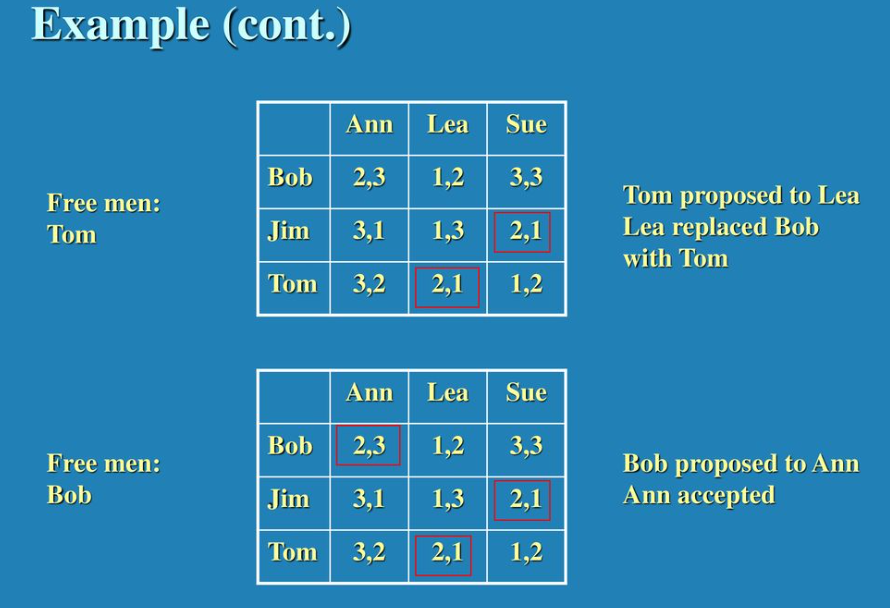 Example (cont.)
Ann Lea Sue
Bob 2,3 1,2 3,3
Jim 3,1 1,3 2,1
Tom 3,2 2,1 1,2
Free men:
Tom
Tom proposed to Lea
Lea replaced Bob
with Tom
Ann Lea Sue
Bob 2,3 1,2 3,3
Jim 3,1 1,3 2,1
Tom 3,2 2,1 1,2
Free men:
Bob
Bob proposed to Ann
Ann accepted